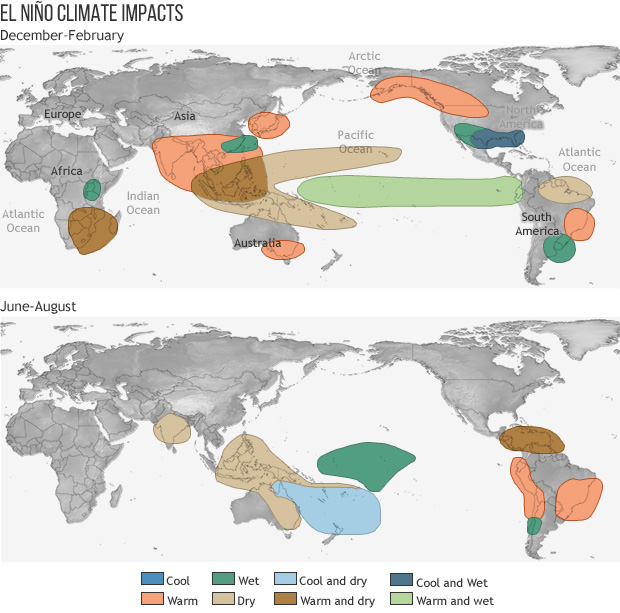 EL NIÑO CLIMATE IMPACTS
December-February
Arctic
Ocean
Europe
Asia
North
America
Pacific
Ocean
Atlantic
Ocean
Africa
Indian
Ocean
Atlantic
Ocean
South
America
Australia
June-August
Cool
Wet
Cool and dry
Cool and Wet
Warm
Dry
Warm and dry
Warm and wet